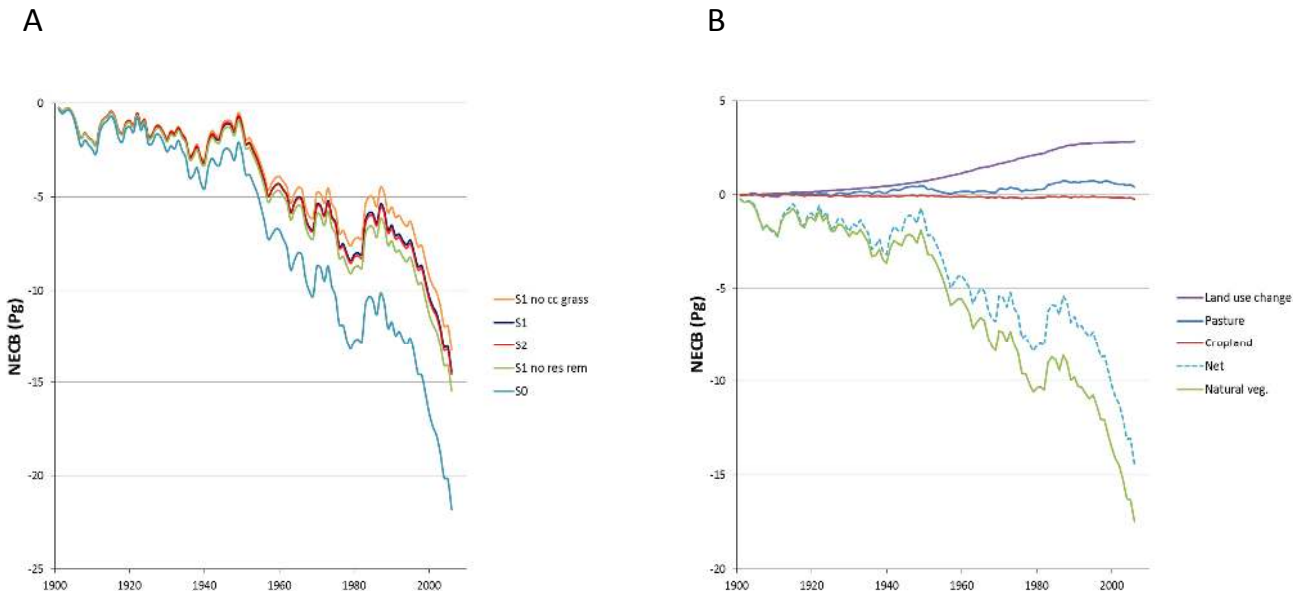 A
B
0
-5
-10
-15
-20
-25
NECB (Pg)
1900
1920
1940
1960
1980
2000
S1 no cc grass
S1
S2
S1 no res rem
S0
5
0
-5
-10
-15
-20
NECB (Pg)
1900
1920
1940
1960
1980
2000
Land use change
Pasture
Cropland
Net
Natural veg.